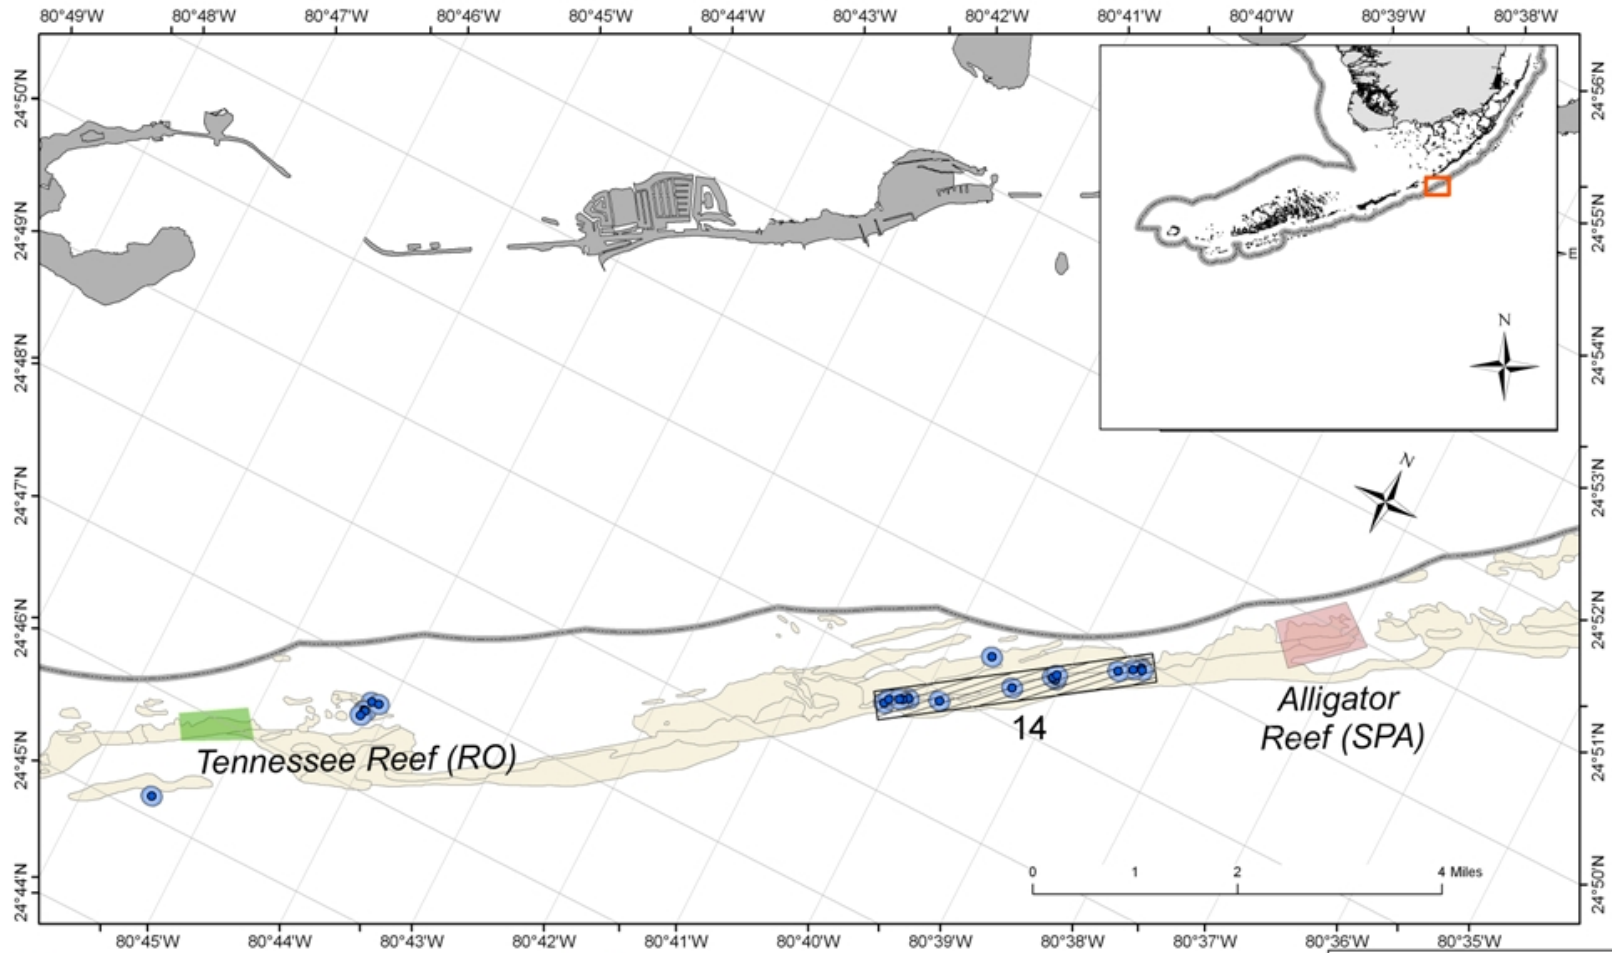 80°49'W 80°48'W 80°47'W 80°46'W 80°45'W 80°44'W 80°43'W 80°42'W 80°41'W 80°40'W 80°39'W 80°38'W
24°50'N
24°49'N
24°48'N
24°47'N
24°46'N
24°45'N
24°44'N
N
N
24°56'N
24°55'N
E
24°54'N
24°53'N
24°52'N
24°51'N
24°50'N
Tennessee Reef (RO)
14
Alligator
Reef (SPA)
0 1 2 4 Miles
80°45'W 80°44'W 80°43'W 80°42'W 80°41'W 80°40'W 80°39'W 80°38'W 80°37'W 80°36'W 80°35'W